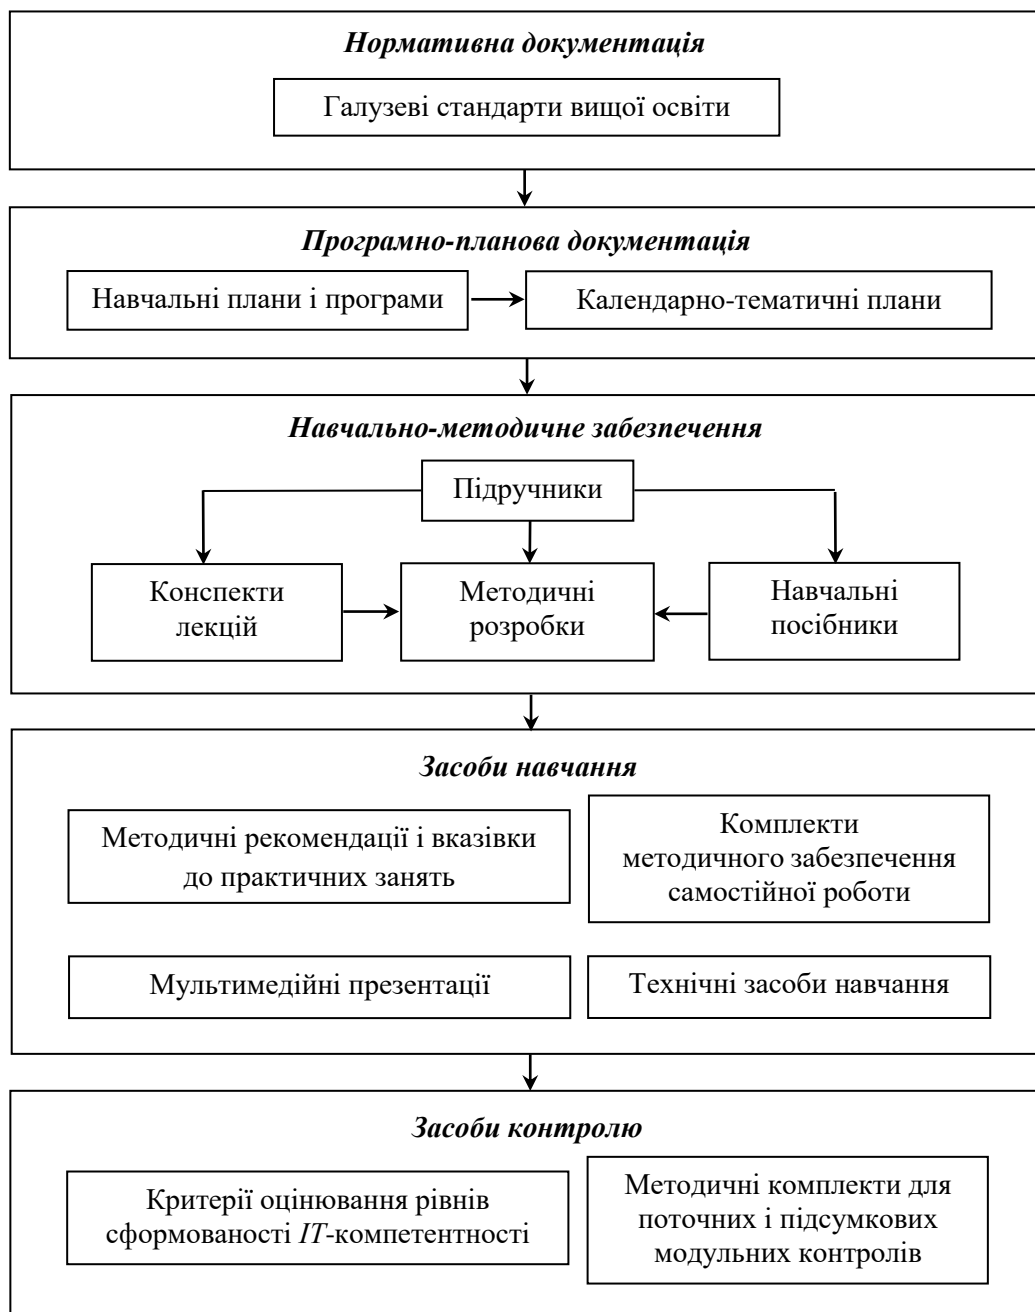 Нормативна документація
Галузеві стандарти вищої освіти
Програмно-планова документація
Навчальні плани і програми
Календарно-тематичні плани
Навчально-методичне забезпечення
Підручники
Конспекти
лекцій
Методичні
розробки
Навчальні
посібники
Засоби навчання
Методичні рекомендації і вказівки
до практичних занять
Комплекти
методичного забезпечення
самостійної роботи
Мультимедійні презентації
Технічні засоби навчання
Засоби контролю
Критерії оцінювання рівнів
сформованості ІТ-компетентності
Методичні комплекти для
поточних і підсумкових
модульних контролів